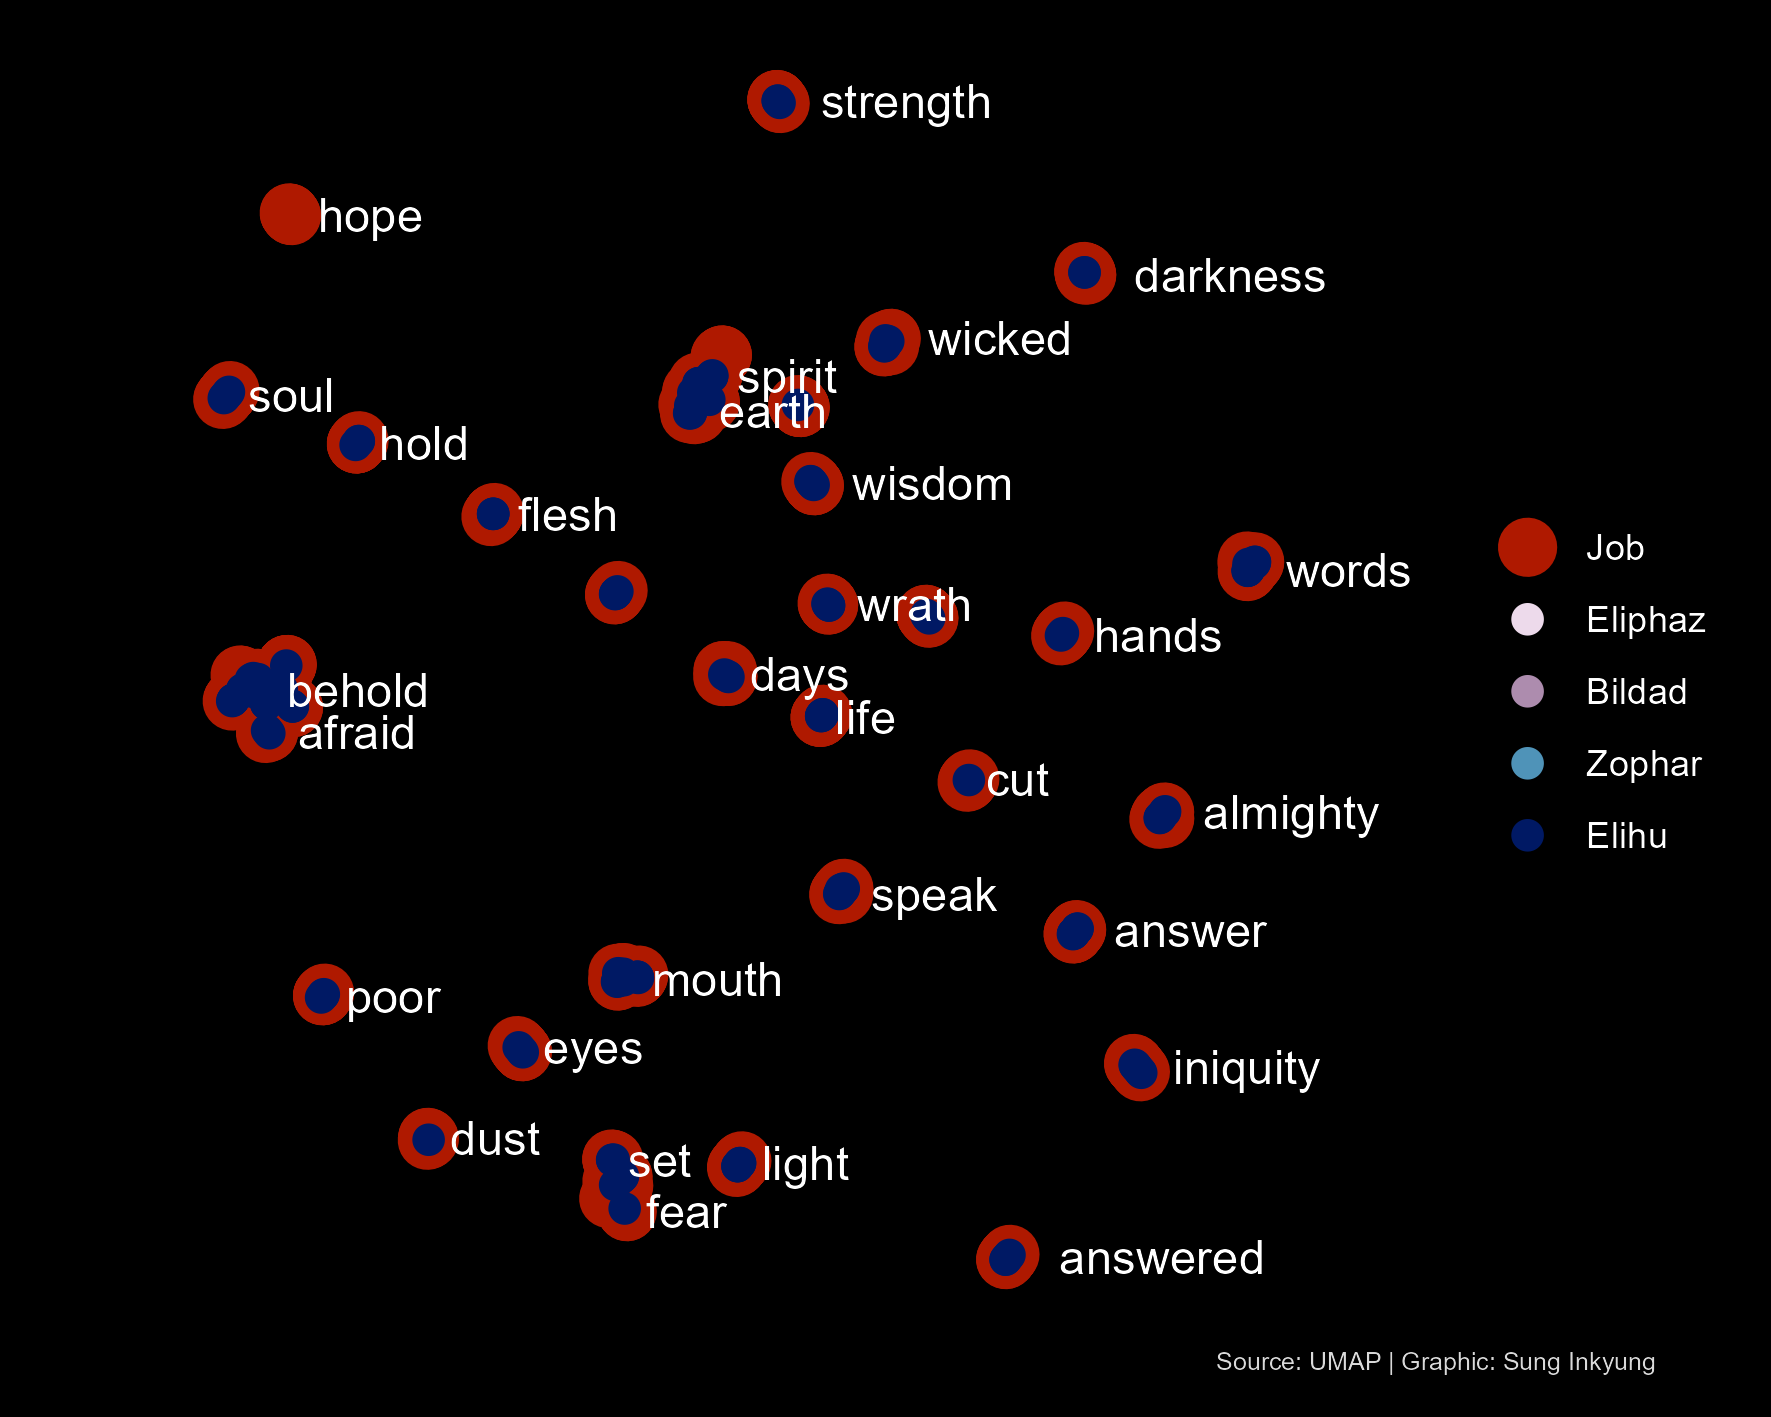 strength
hope
darkness
wicked
spirit
soul
earth
hold
wisdom
flesh
words
wrath
hands
days
behold
life
afraid
cut
almighty
speak
answer
mouth
poor
eyes
iniquity
dust
set
light
fear
answered
Job
Eliphaz
Bildad
Zophar
Elihu
Source: UMAP | Graphic: Sung Inkyung